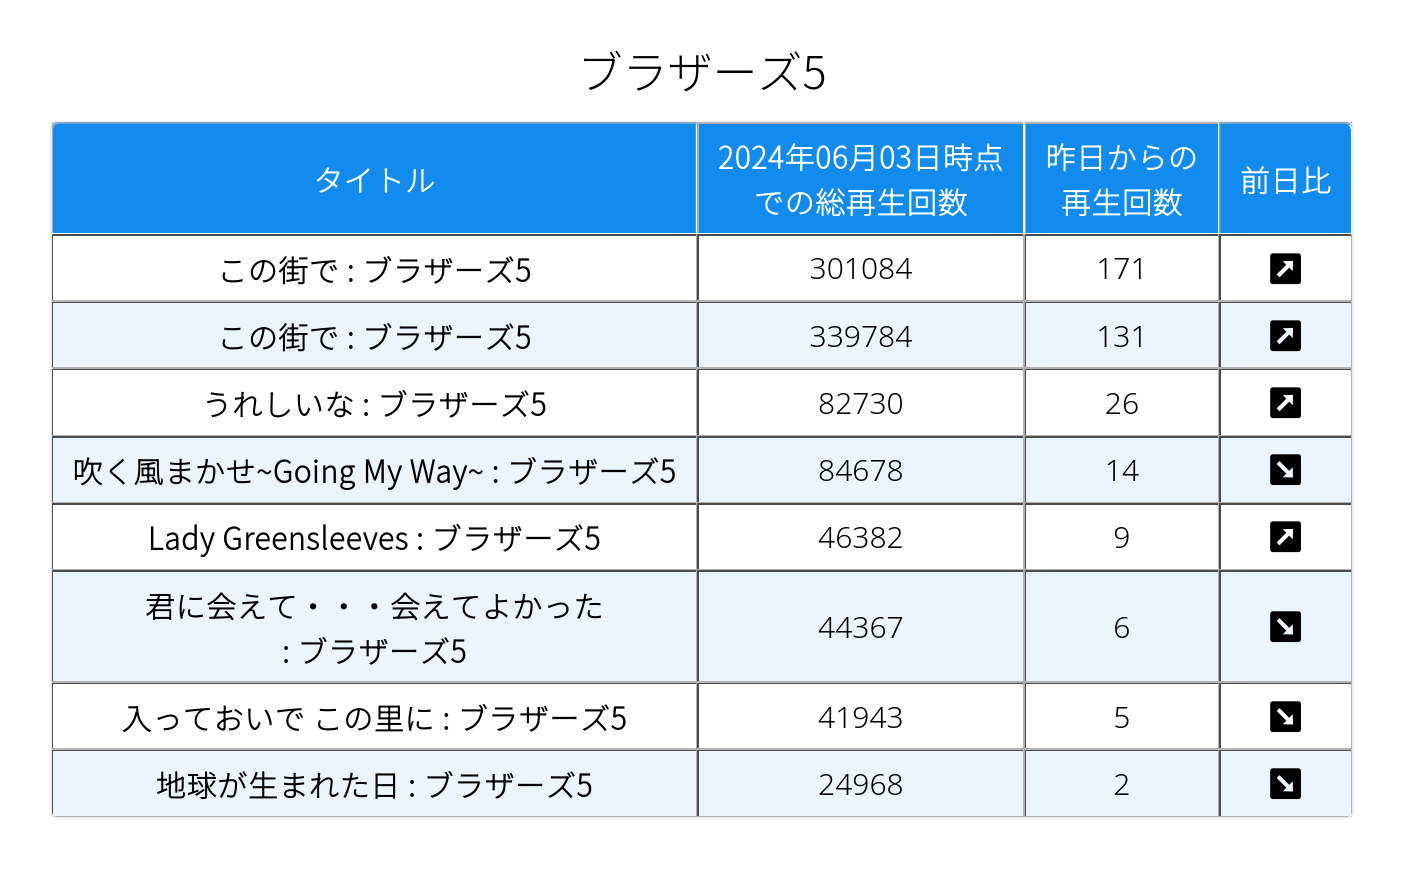 ブラザーズ5
タイトル
2024年06月03日時点
での総再生回数
昨日からの
再生回数
前日比
この街で : ブラザーズ5
301084
171
この街で : ブラザーズ5
339784
131
うれしいな : ブラザーズ5
82730
26
吹く風まかせ~Going My Way~ : ブラザーズ5
84678
14
Lady Greensleeves : ブラザーズ5
46382
9
君に会えて・・・会えてよかった
: ブラザーズ5
44367
6
入っておいで この里に : ブラザーズ5
41943
5
地球が生まれた日 : ブラザーズ5
24968
2